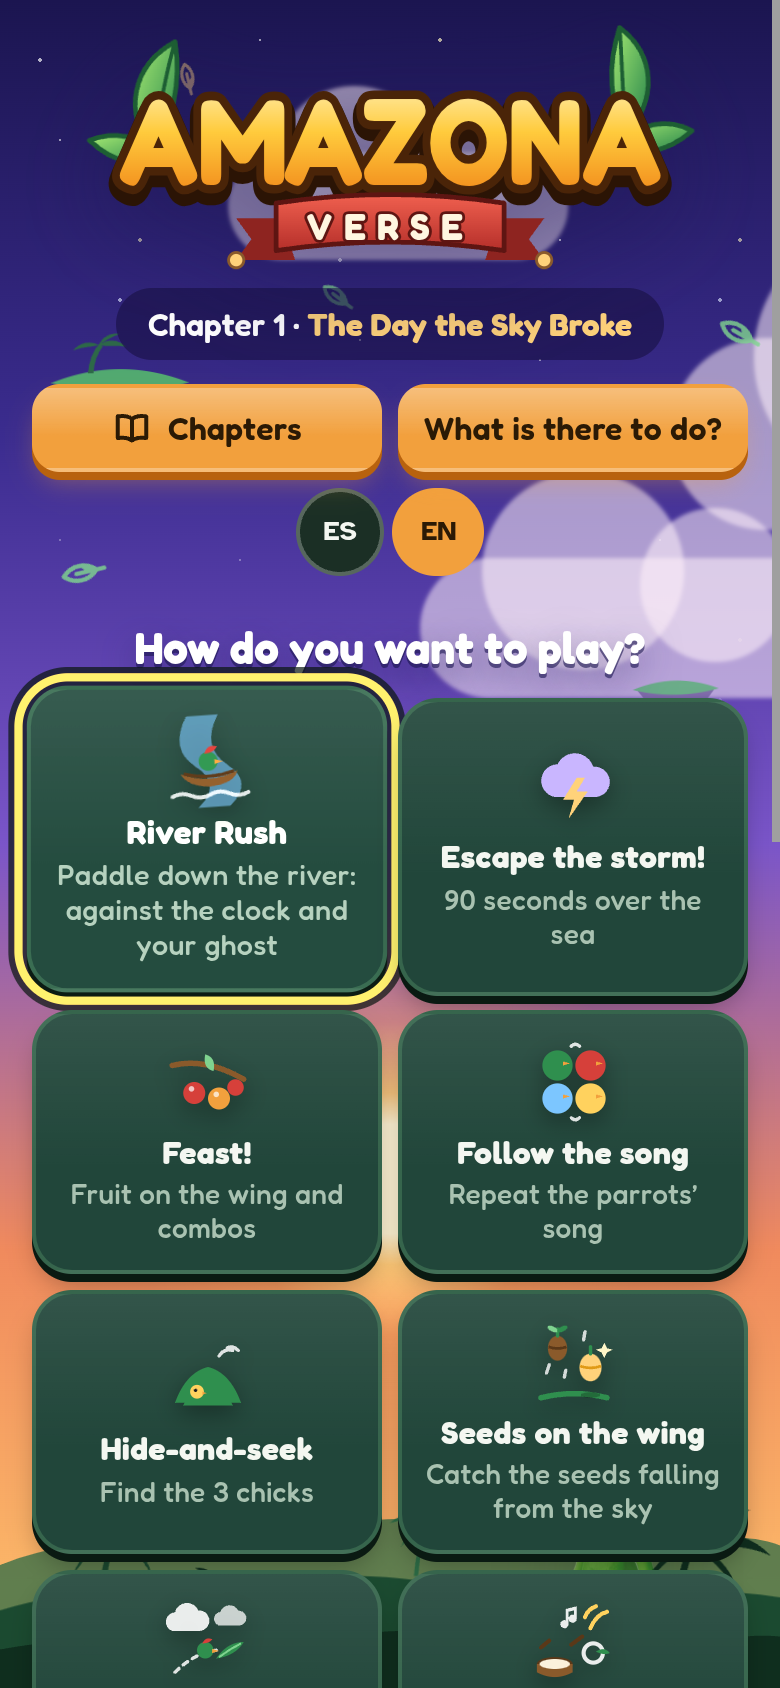 AMAZONA
VERSE
Chapter 1 · The Day the Sky Broke
Chapters
What is there to do?
ES
EN
How do you want to play?
River Rush
Paddle down the river:
against the clock and
your ghost
Escape the storm!
90 seconds over the
sea
Feast!
Fruit on the wing and
combos
Follow the song
Repeat the parrots’
song
Hide-and-seek
Find the 3 chicks
Seeds on the wing
Catch the seeds falling
from the sky